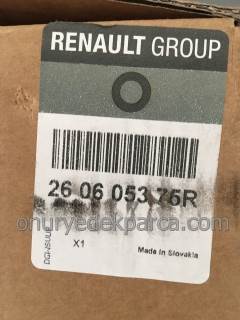 RENAULT GROUP
26 06 053 75R
onuryedekparca.com
X1
Made in Slovakia